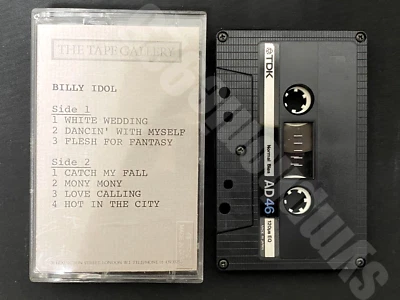 THE TAPE GALLERY
BILLY IDOL
Side 1
1 WHITE WEDDING
2 DANCIN' WITH MYSELF
3 FLESH FOR FANTASY
Side 2
1 CATCH MY FALL
2 MONY MONY
3 LOVE CALLING
4 HOT IN THE CITY
TDK
Normal Bias
AD46
120µs EQ